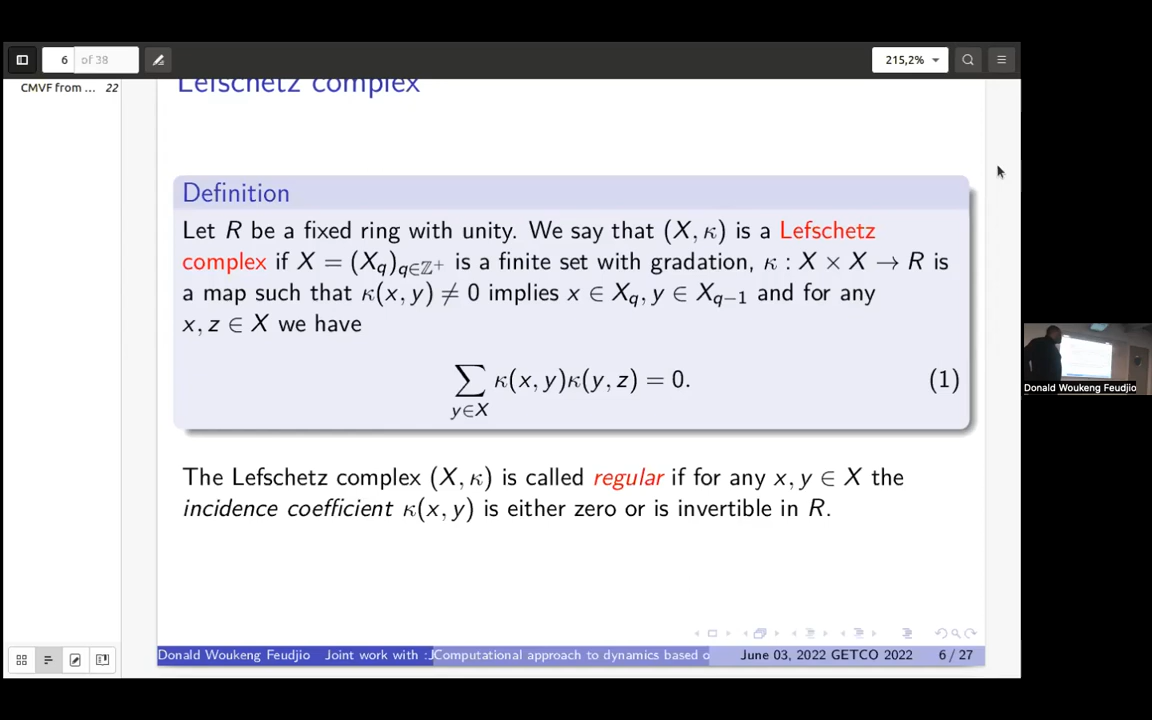 6 of 38
215,2%
CMVF from ... 22
Lefschetz complex
Definition
Let R be a fixed ring with unity. We say that (X, κ) is a Lefschetz
complex if X = (X_q)_{q∈ℤ⁺} is a finite set with gradation, κ : X × X → R is
a map such that κ(x, y) ≠ 0 implies x ∈ X_q, y ∈ X_{q−1} and for any
x, z ∈ X we have
∑_{y∈X} κ(x, y)κ(y, z) = 0. (1)
The Lefschetz complex (X, κ) is called regular if for any x, y ∈ X the
incidence coefficient κ(x, y) is either zero or is invertible in R.
Donald Woukeng Feudjio Joint work with :JComputational approach to dynamics based o June 03, 2022 GETCO 2022 6 / 27
Donald Woukeng Feudjio